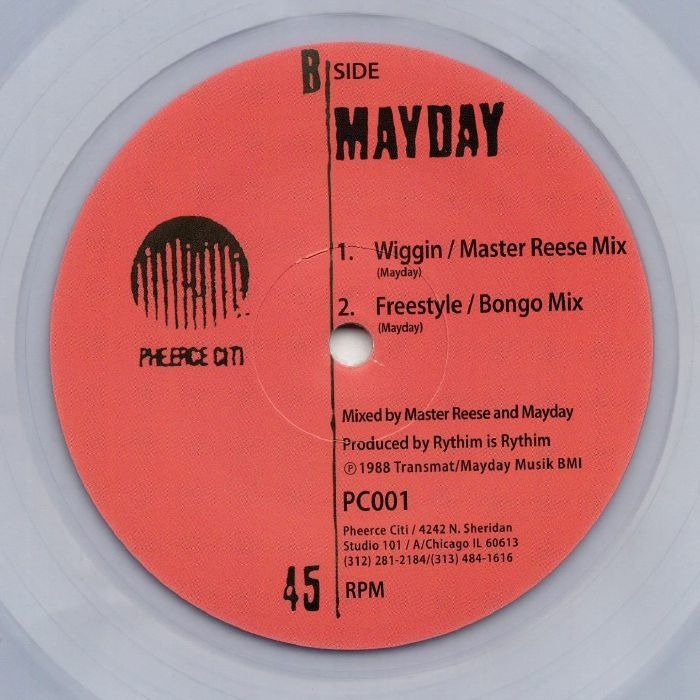 B SIDE
MAYDAY
1. Wiggin / Master Reese Mix
(Mayday)
2. Freestyle / Bongo Mix
(Mayday)
PHEERCE CITI
Mixed by Master Reese and Mayday
Produced by Rythim is Rythim
℗ 1988 Transmat/Mayday Musik BMI
PC001
Pheerce Citi / 4242 N. Sheridan
Studio 101 / A/Chicago IL 60613
(312) 281-2184/(313) 484-1616
45 RPM